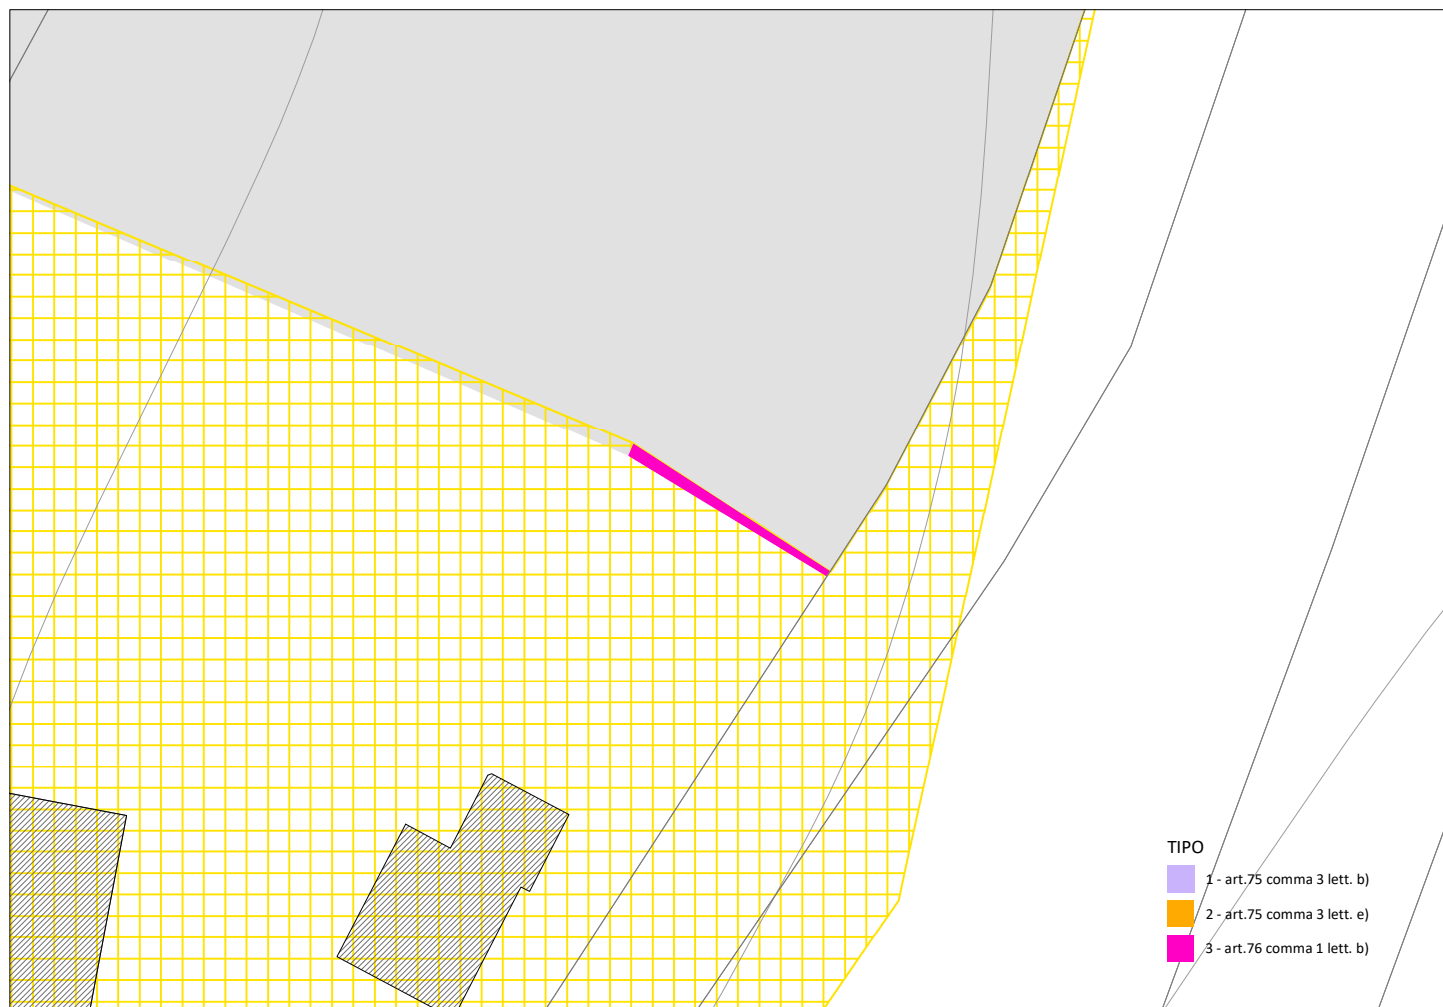 TIPO
1 - art.75 comma 3 lett. b)
2 - art.75 comma 3 lett. e)
3 - art.76 comma 1 lett. b)